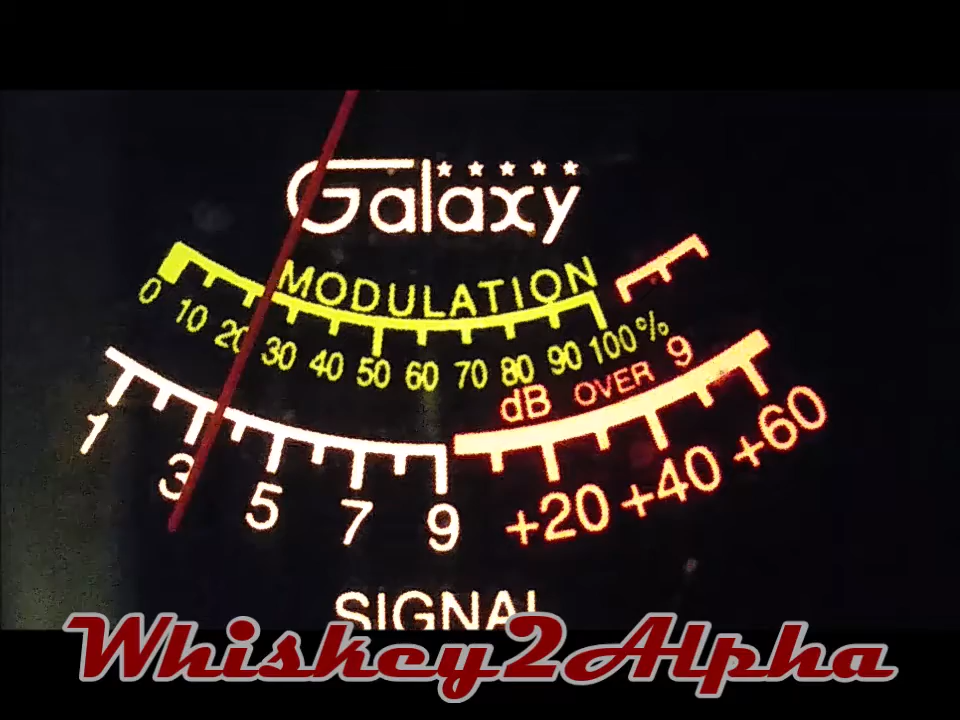 Galaxy
MODULATION
0 10 20 30 40 50 60 70 80 90 100%
dB OVER 9
1 3 5 7 9 +20 +40 +60
SIGNAL
Whiskey2Alpha